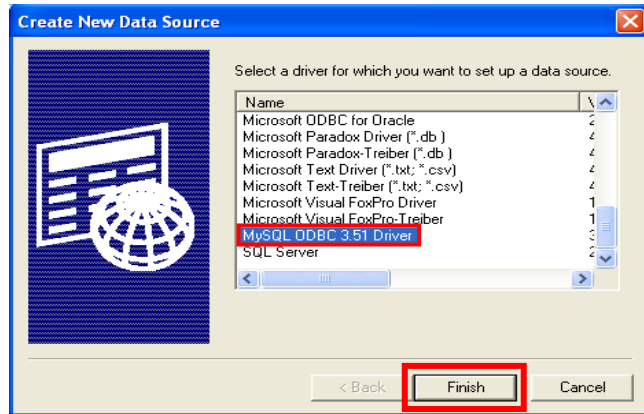 Create New Data Source
Select a driver for which you want to set up a data source.
Name
Microsoft ODBC for Oracle
Microsoft Paradox Driver (*.db )
Microsoft Paradox-Treiber (*.db )
Microsoft Text Driver (*.txt; *.csv)
Microsoft Text-Treiber (*.txt; *.csv)
Microsoft Visual FoxPro Driver
Microsoft Visual FoxPro-Treiber
MySQL ODBC 3.51 Driver
SQL Server
< Back
Finish
Cancel